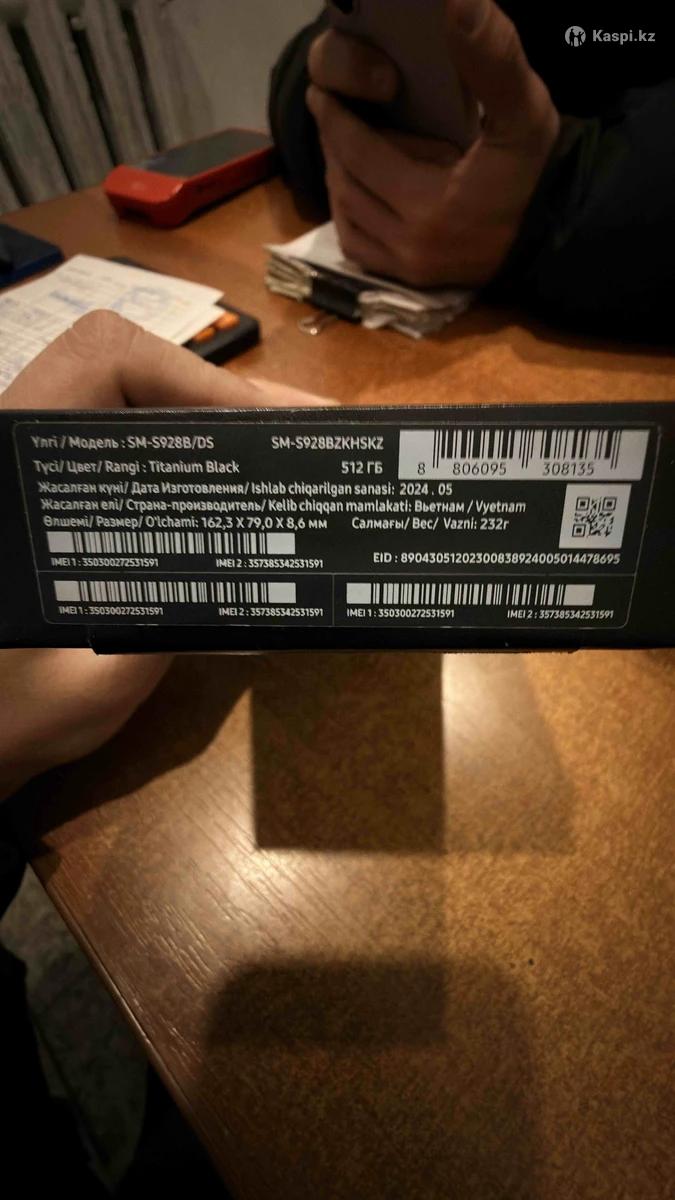 Kaspi.kz
Үлгі / Модель : SM-S928B/DS SM-S928BZKHSKZ
Түсі/ Цвет/ Rangi : Titanium Black 512 ГБ
8 806095 308135
Жасалған күні/ Дата Изготовления/ Ishlab chiqarilgan sanasi: 2024 . 05
Жасалған елі/ Страна-производитель/ Kelib chiqqan mamlakati: Вьетнам / Vyetnam
Өлшемі/ Размер/ O'lchami: 162,3 X 79,0 X 8,6 мм Салмағы/ Вес/ Vazni: 232г
IMEI 1 : 350300272531591 IMEI 2 : 357385342531591
EID : 89043051202300838924005014478695
IMEI 1 : 350300272531591 IMEI 2 : 357385342531591
IMEI 1 : 350300272531591 IMEI 2 : 357385342531591